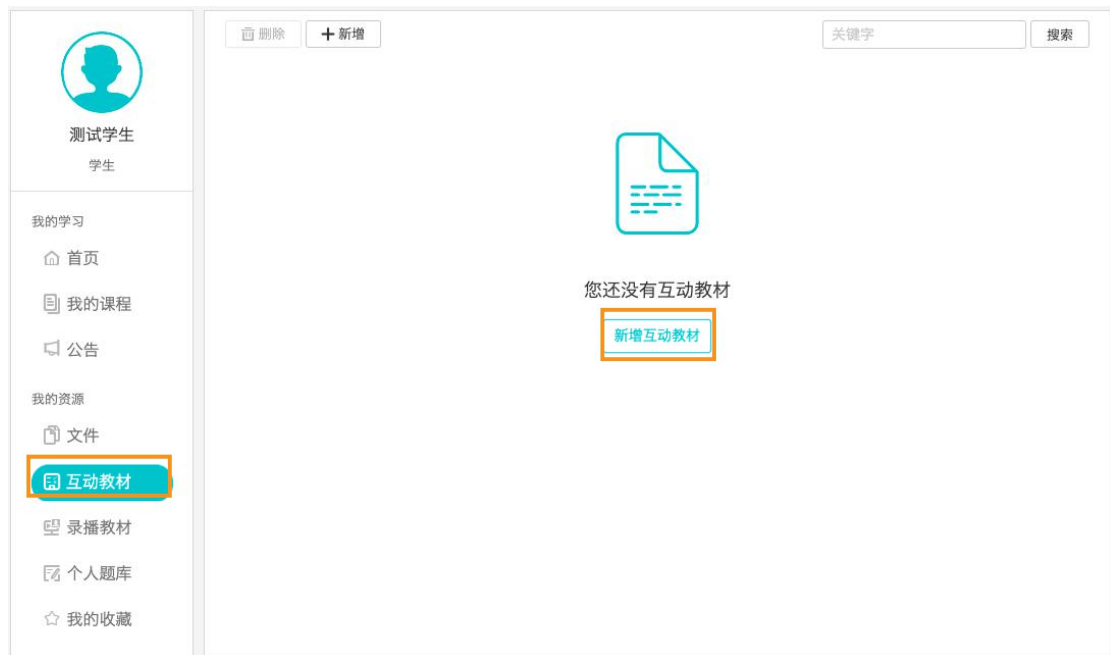 测试学生
学生
我的学习
首页
我的课程
公告
我的资源
文件
互动教材
录播教材
个人题库
我的收藏
删除 新增 关键字 搜索
您还没有互动教材
新增互动教材